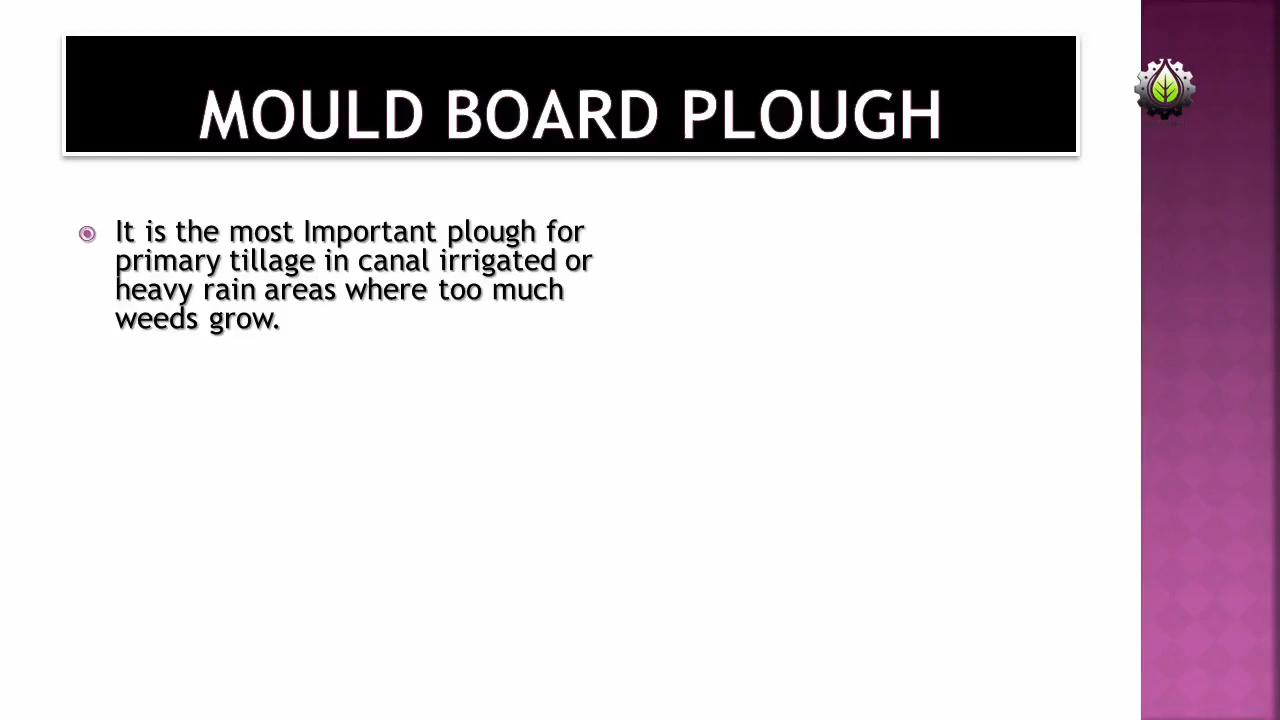 MOULD BOARD PLOUGH
It is the most Important plough for
primary tillage in canal irrigated or
heavy rain areas where too much
weeds grow.